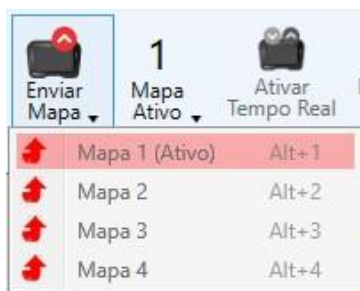 Enviar Mapa
1 Mapa Ativo
Ativar Tempo Real
Mapa 1 (Ativo) Alt+1
Mapa 2 Alt+2
Mapa 3 Alt+3
Mapa 4 Alt+4